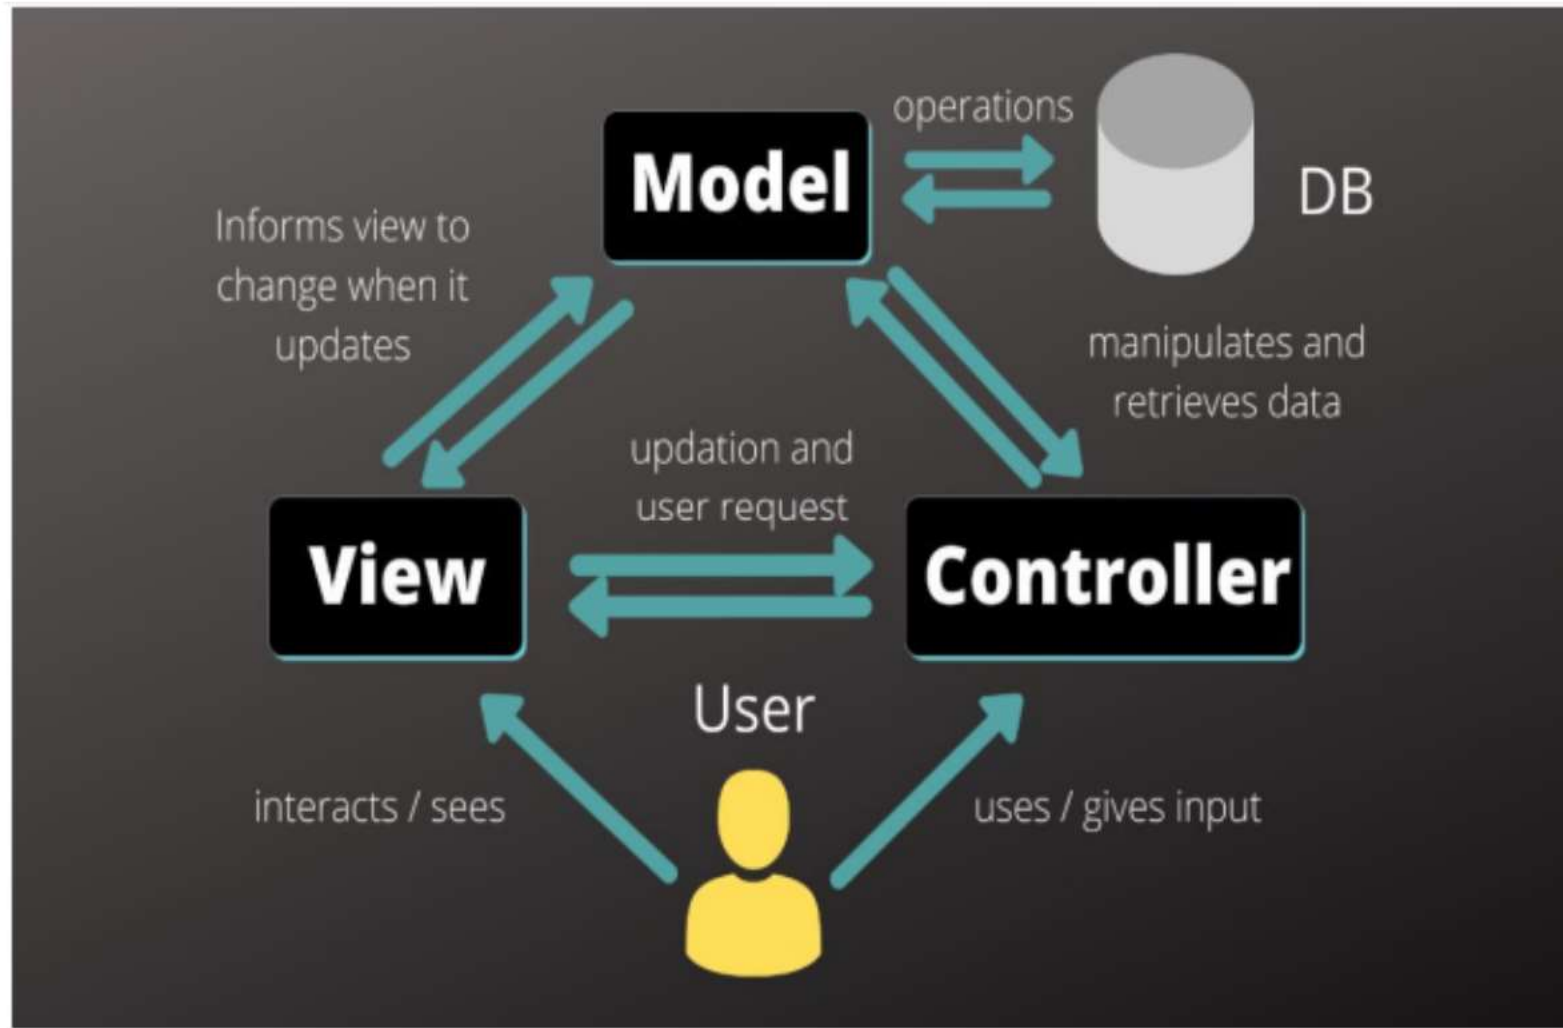 operations
Model
DB
Informs view to
change when it
updates
manipulates and
retrieves data
updation and
user request
View
Controller
User
interacts / sees
uses / gives input